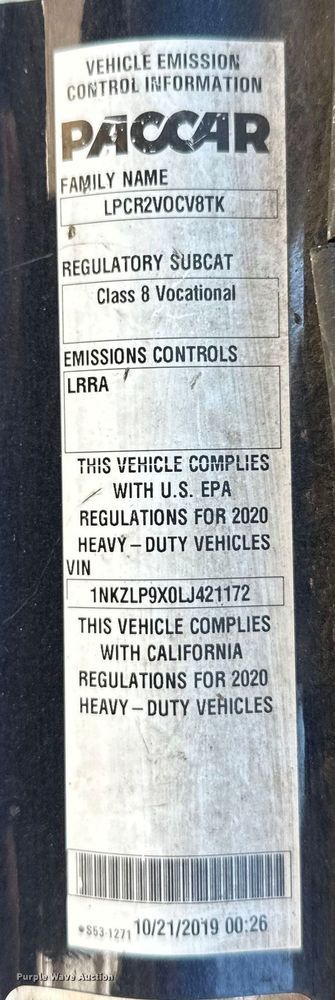 VEHICLE EMISSION
CONTROL INFORMATION
PACCAR
FAMILY NAME
LPCR2VOCV8TK
REGULATORY SUBCAT
Class 8 Vocational
EMISSIONS CONTROLS
LRRA
THIS VEHICLE COMPLIES
WITH U.S. EPA
REGULATIONS FOR 2020
HEAVY – DUTY VEHICLES
VIN
1NKZLP9X0LJ421172
THIS VEHICLE COMPLIES
WITH CALIFORNIA
REGULATIONS FOR 2020
HEAVY – DUTY VEHICLES
*S53-1271 10/21/2019 00:26
Purple Wave Auction